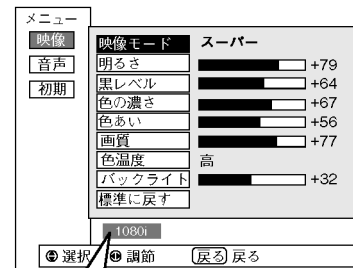 メニュー
映像
音声
初期
映像モード スーパー
明るさ +79
黒レベル +64
色の濃さ +67
色あい +56
画質 +77
色温度 高
バックライト +32
標準に戻す
1080i
選択 調節 戻る 戻る